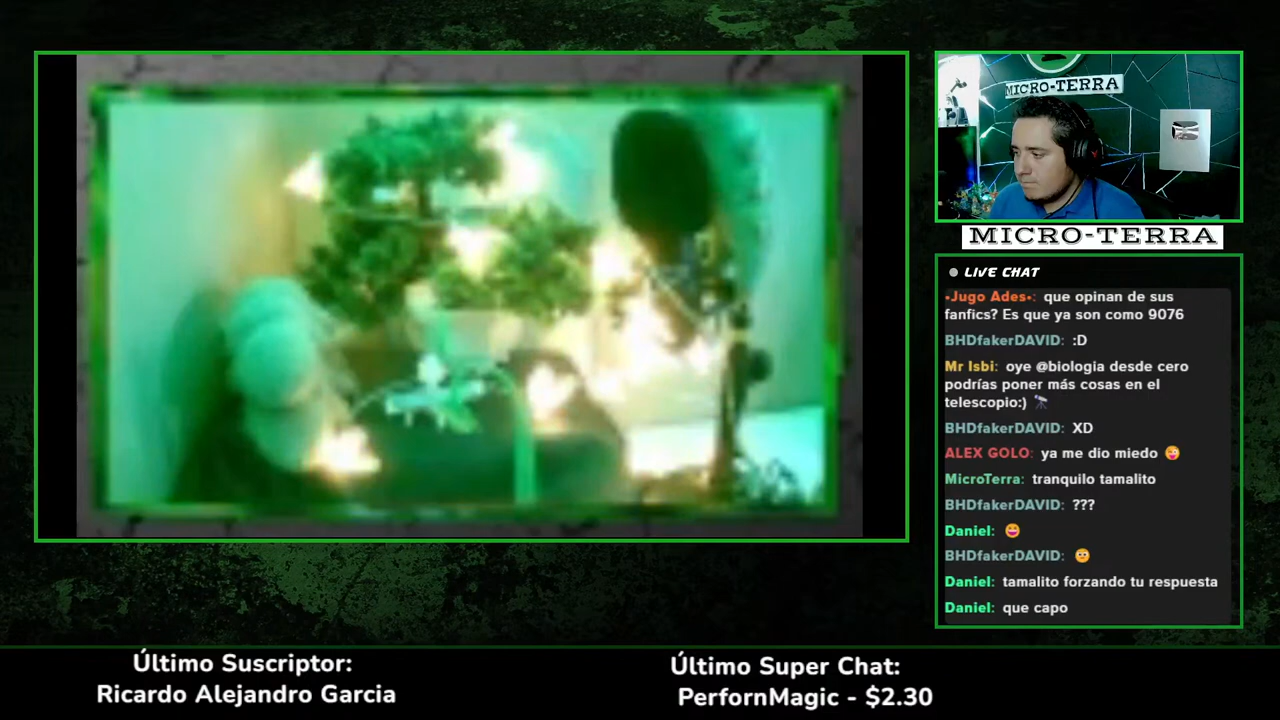 MICRO-TERRA
MICRO-TERRA
LIVE CHAT
•Jugo Ades•: que opinan de sus
fanfics? Es que ya son como 9076
BHDfakerDAVID: :D
Mr Isbi: oye @biologia desde cero
podrías poner más cosas en el
telescopio:) 🔭
BHDfakerDAVID: XD
ALEX GOLO: ya me dio miedo 😜
MicroTerra: tranquilo tamalito
BHDfakerDAVID: ???
Daniel: 😀
BHDfakerDAVID: 🙂
Daniel: tamalito forzando tu respuesta
Daniel: que capo
Último Suscriptor:
Ricardo Alejandro Garcia
Último Super Chat:
PerfornMagic - $2.30